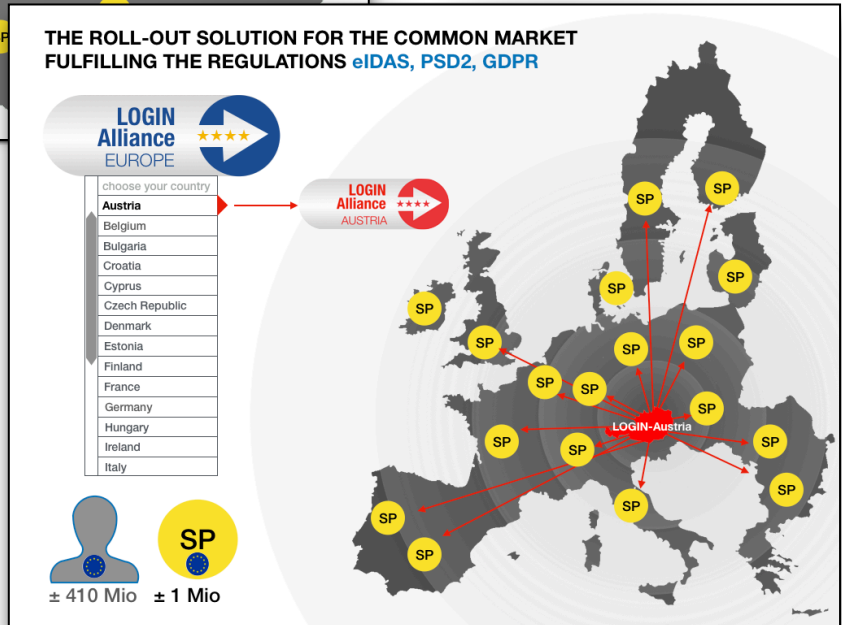 THE ROLL-OUT SOLUTION FOR THE COMMON MARKET
FULFILLING THE REGULATIONS eIDAS, PSD2, GDPR
LOGIN
Alliance
EUROPE
choose your country
Austria
Belgium
Bulgaria
Croatia
Cyprus
Czech Republic
Denmark
Estonia
Finland
France
Germany
Hungary
Ireland
Italy
LOGIN
Alliance
AUSTRIA
SP
SP
SP
SP
SP
SP
SP
SP
SP
SP
SP
LOGIN-Austria
SP
SP
SP
SP
SP
SP
SP
SP
± 410 Mio
± 1 Mio